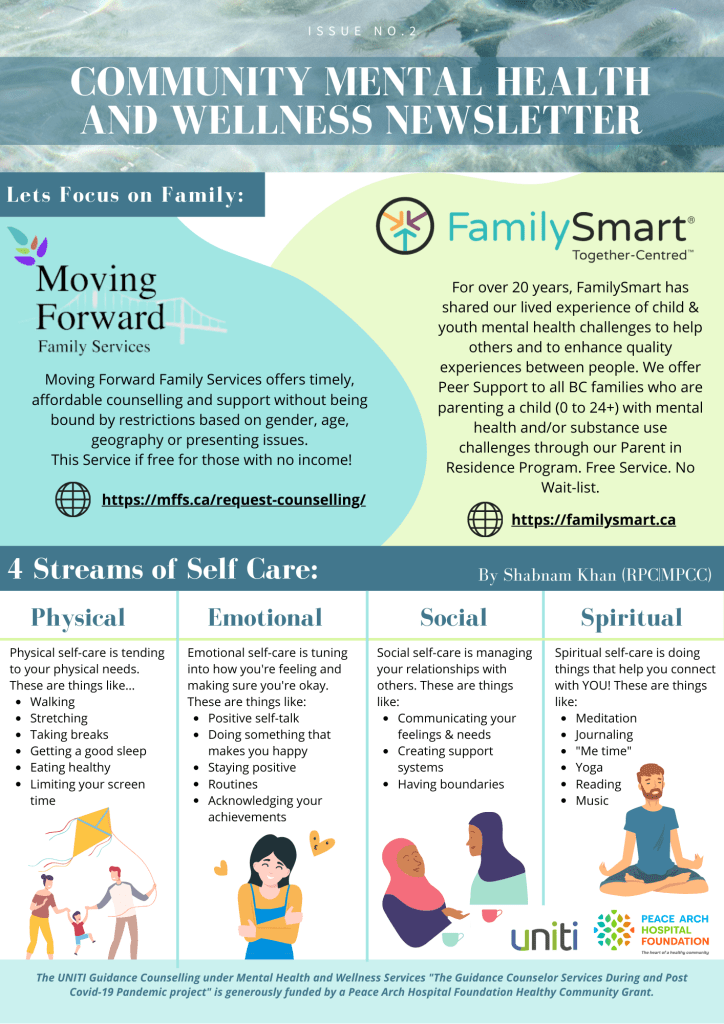 ISSUE NO.2
COMMUNITY MENTAL HEALTH
AND WELLNESS NEWSLETTER
Lets Focus on Family:
Moving
Forward
Family Services
Moving Forward Family Services offers timely,
affordable counselling and support without being
bound by restrictions based on gender, age,
geography or presenting issues.
This Service if free for those with no income!
https://mffs.ca/request-counselling/
FamilySmart®
Together-Centred™
For over 20 years, FamilySmart has
shared our lived experience of child &
youth mental health challenges to help
others and to enhance quality
experiences between people. We offer
Peer Support to all BC families who are
parenting a child (0 to 24+) with mental
health and/or substance use
challenges through our Parent in
Residence Program. Free Service. No
Wait-list.
https://familysmart.ca
4 Streams of Self Care:
By Shabnam Khan (RPC|MPCC)
Physical
Physical self-care is tending
to your physical needs.
These are things like...
• Walking
• Stretching
• Taking breaks
• Getting a good sleep
• Eating healthy
• Limiting your screen
time
Emotional
Emotional self-care is tuning
into how you're feeling and
making sure you're okay.
These are things like:
• Positive self-talk
• Doing something that
makes you happy
• Staying positive
• Routines
• Acknowledging your
achievements
Social
Social self-care is managing
your relationships with
others. These are things
like:
• Communicating your
feelings & needs
• Creating support
systems
• Having boundaries
Spiritual
Spiritual self-care is doing
things that help you connect
with YOU! These are things
like:
• Meditation
• Journaling
• "Me time"
• Yoga
• Reading
• Music
uniti
PEACE ARCH
HOSPITAL
FOUNDATION
The heart of a healthy community
The UNITI Guidance Counselling under Mental Health and Wellness Services "The Guidance Counselor Services During and Post
Covid-19 Pandemic project" is generously funded by a Peace Arch Hospital Foundation Healthy Community Grant.